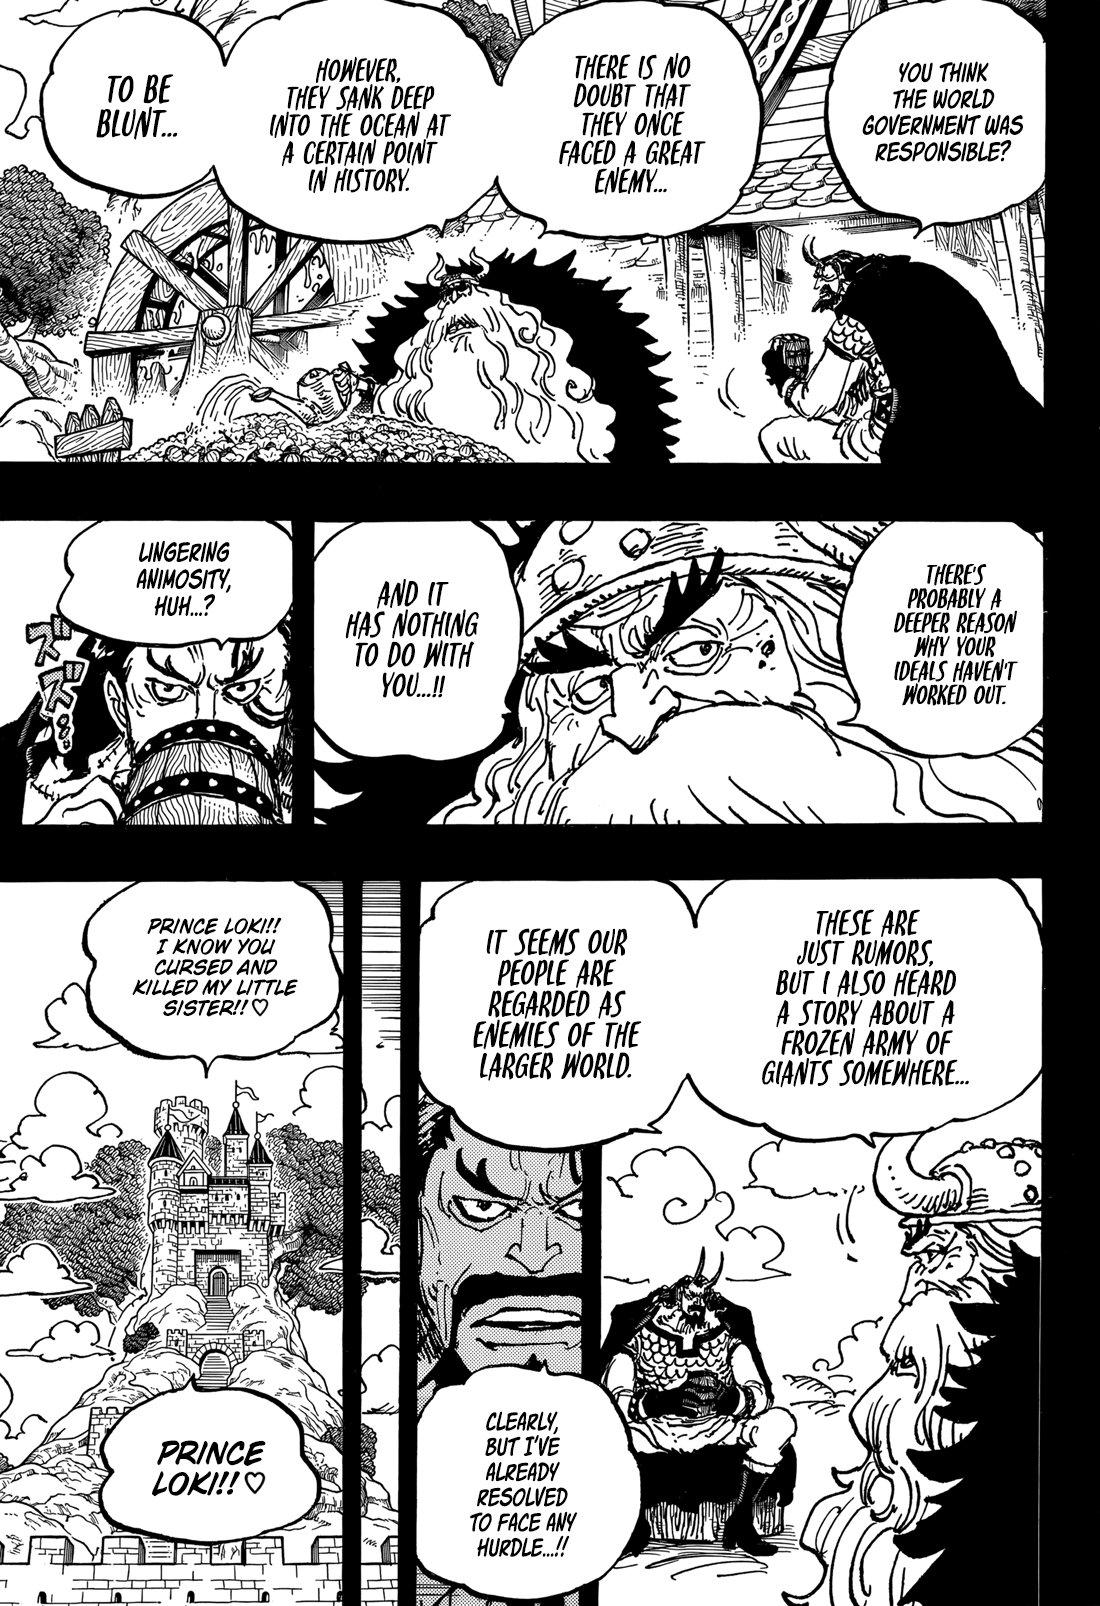 YOU THINK
THE WORLD
GOVERNMENT WAS
RESPONSIBLE?
THERE IS NO
DOUBT THAT
THEY ONCE
FACED A GREAT
ENEMY...
HOWEVER,
THEY SANK DEEP
INTO THE OCEAN AT
A CERTAIN POINT
IN HISTORY.
TO BE
BLUNT...
THERE'S
PROBABLY A
DEEPER REASON
WHY YOUR
IDEALS HAVEN'T
WORKED OUT.
AND IT
HAS NOTHING
TO DO WITH
YOU...!!
LINGERING
ANIMOSITY,
HUH...?
ズズズ
THESE ARE
JUST RUMORS,
BUT I ALSO HEARD
A STORY ABOUT A
FROZEN ARMY OF
GIANTS SOMEWHERE...
IT SEEMS OUR
PEOPLE ARE
REGARDED AS
ENEMIES OF THE
LARGER WORLD.
CLEARLY,
BUT I'VE
ALREADY
RESOLVED
TO FACE ANY
HURDLE...!!
PRINCE LOKI!!
I KNOW YOU
CURSED AND
KILLED MY LITTLE
SISTER!!♡
PRINCE
LOKI!!♡